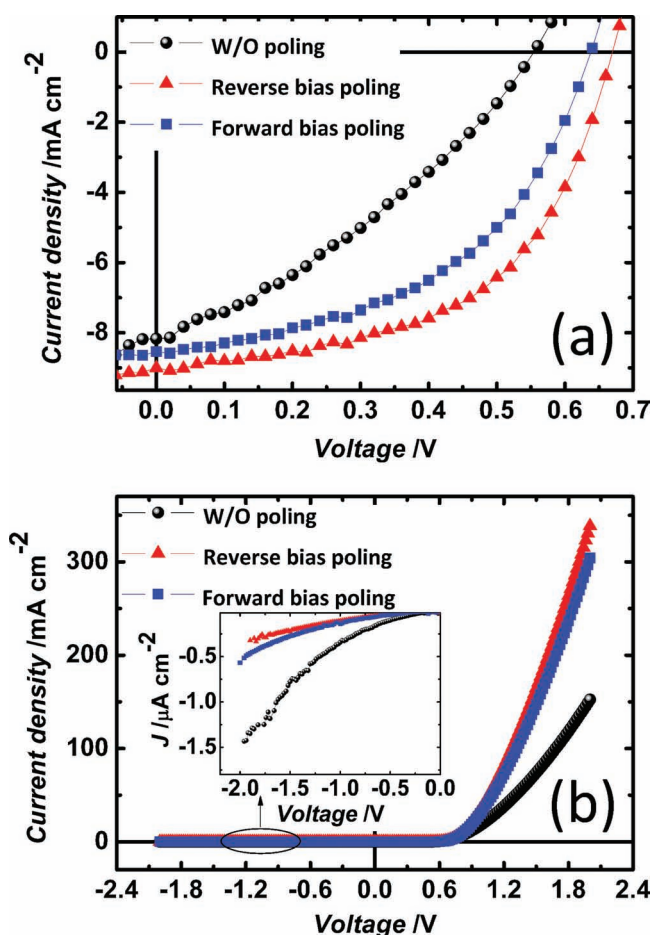 0
-2
-4
-6
-8
Current density /mA cm-2
W/O poling
Reverse bias poling
Forward bias poling
(a)
0.0 0.1 0.2 0.3 0.4 0.5 0.6 0.7
Voltage /V
300
200
100
0
Current density /mA cm-2
W/O poling
Reverse bias poling
Forward bias poling
-0.5
-1.0
-1.5
J /μA cm-2
-2.0 -1.5 -1.0 -0.5 0.0
Voltage /V
(b)
-2.4 -1.8 -1.2 -0.6 0.0 0.6 1.2 1.8 2.4
Voltage /V